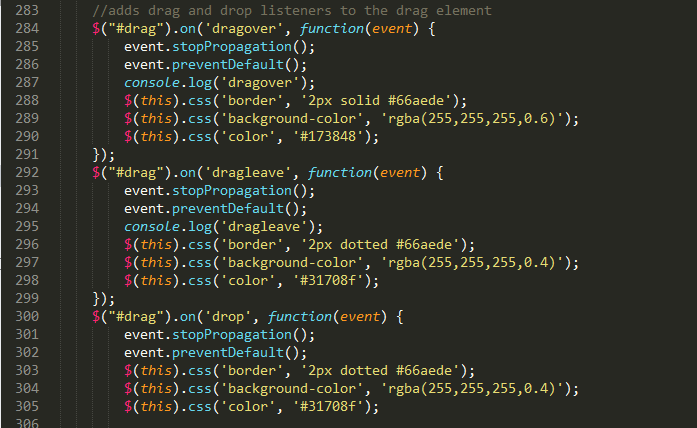 283 //adds drag and drop listeners to the drag element
284 $("#drag").on('dragover', function(event) {
285 event.stopPropagation();
286 event.preventDefault();
287 console.log('dragover');
288 $(this).css('border', '2px solid #66aede');
289 $(this).css('background-color', 'rgba(255,255,255,0.6)');
290 $(this).css('color', '#173848');
291 });
292 $("#drag").on('dragleave', function(event) {
293 event.stopPropagation();
294 event.preventDefault();
295 console.log('dragleave');
296 $(this).css('border', '2px dotted #66aede');
297 $(this).css('background-color', 'rgba(255,255,255,0.4)');
298 $(this).css('color', '#31708f');
299 });
300 $("#drag").on('drop', function(event) {
301 event.stopPropagation();
302 event.preventDefault();
303 $(this).css('border', '2px dotted #66aede');
304 $(this).css('background-color', 'rgba(255,255,255,0.4)');
305 $(this).css('color', '#31708f');
306